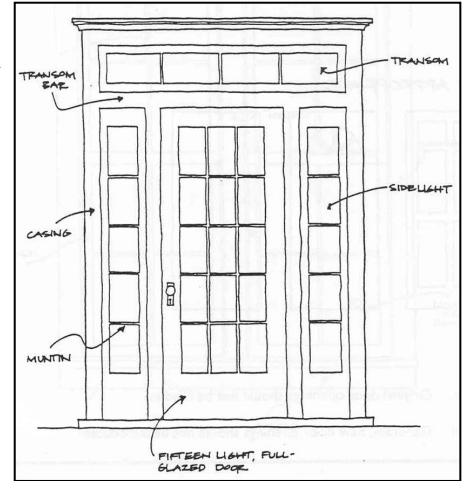 TRANSOM
BAR
TRANSOM
SIDELIGHT
CASING
MUNTIN
FIFTEEN LIGHT, FULL-
GLAZED DOOR